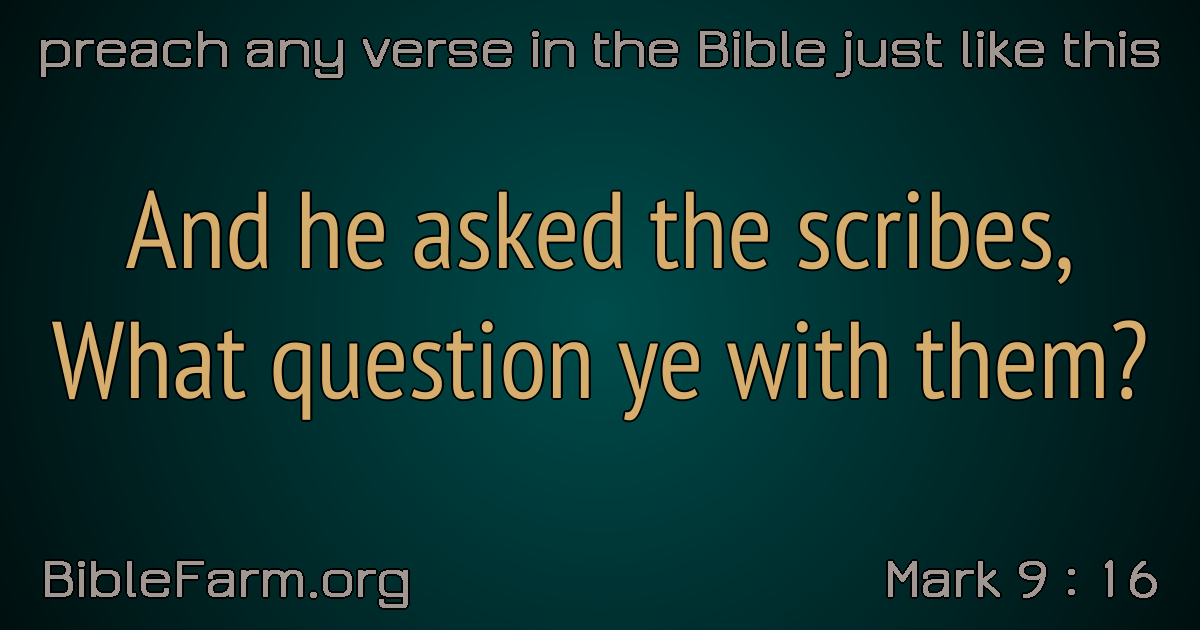 preach any verse in the Bible just like this
And he asked the scribes,
What question ye with them?
BibleFarm.org
Mark 9 : 16